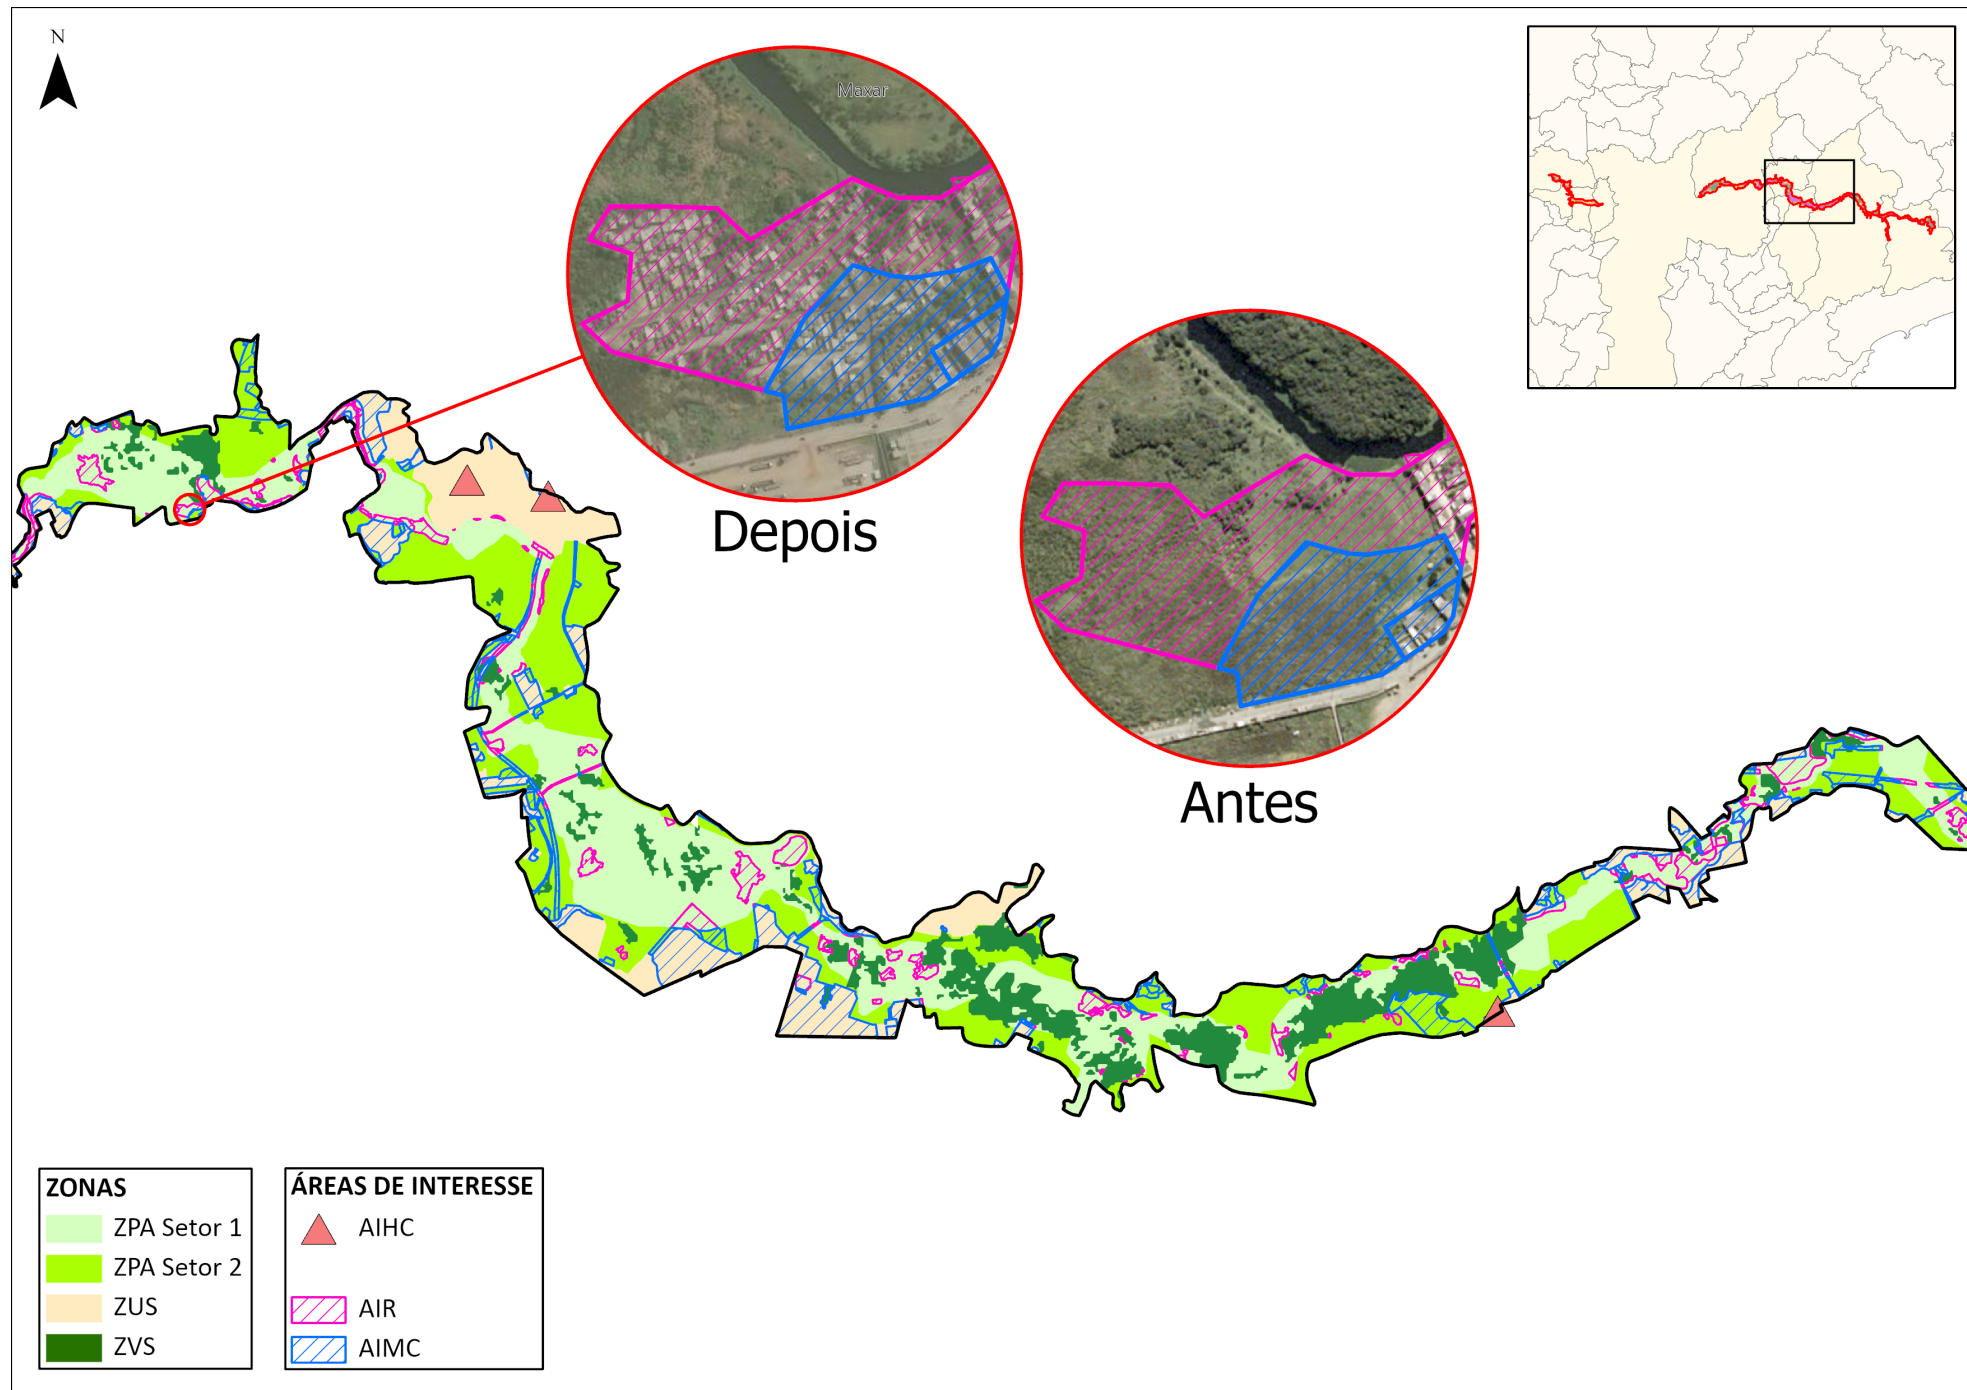 N
Maxar
Depois
Antes
ZONAS
ZPA Setor 1
ZPA Setor 2
ZUS
ZVS
ÁREAS DE INTERESSE
AIHC
AIR
AIMC